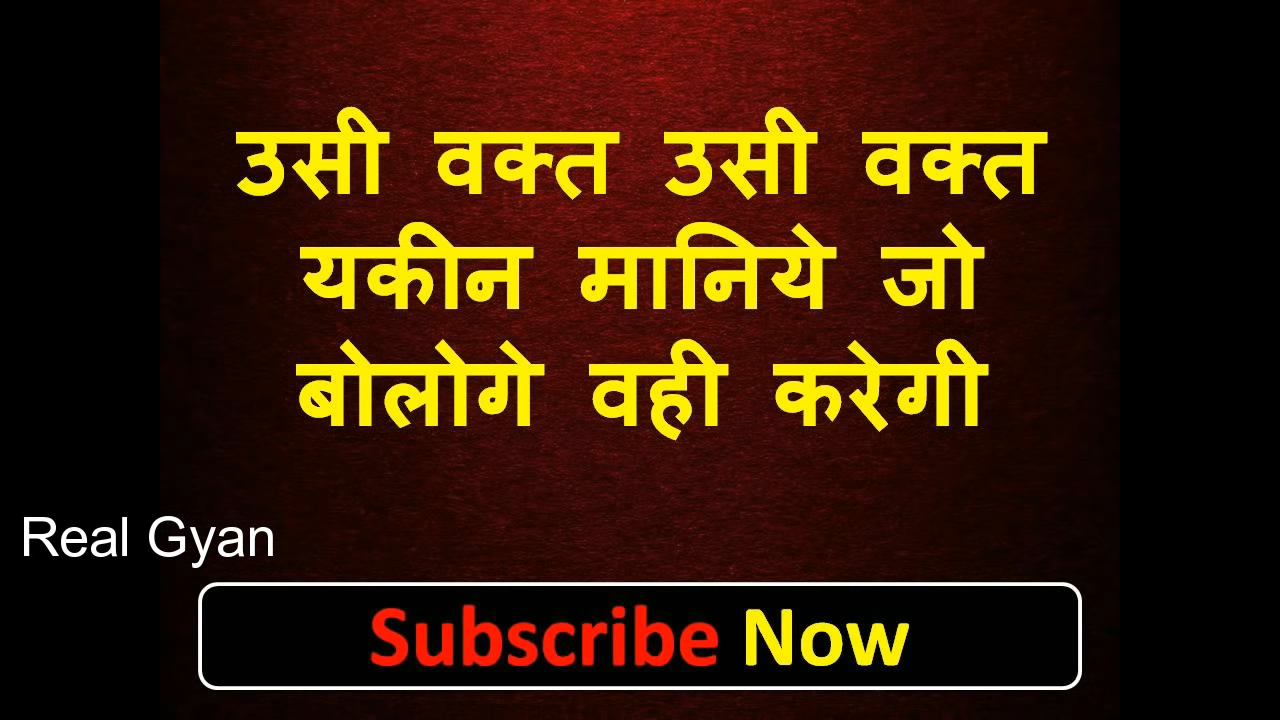 उसी वक्त उसी वक्त
यकीन मानिये जो
बोलोगे वही करेगी
Real Gyan
Subscribe Now